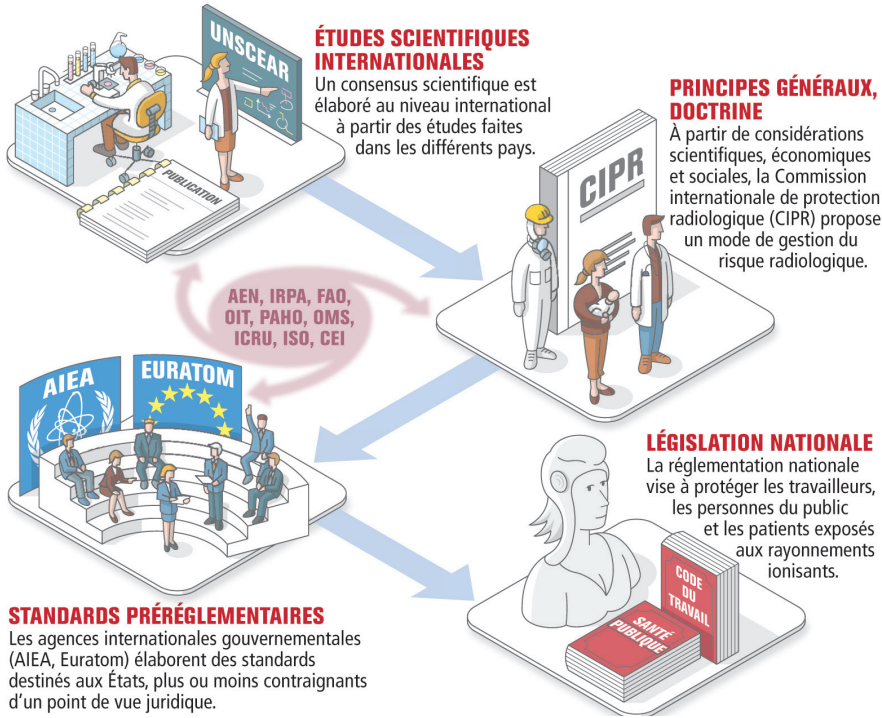 UNSCEAR
PUBLICATION
ÉTUDES SCIENTIFIQUES
INTERNATIONALES
Un consensus scientifique est
élaboré au niveau international
à partir des études faites
dans les différents pays.
PRINCIPES GÉNÉRAUX,
DOCTRINE
À partir de considérations
scientifiques, économiques
et sociales, la Commission
internationale de protection
radiologique (CIPR) propose
un mode de gestion du
risque radiologique.
CIPR
AEN, IRPA, FAO,
OIT, PAHO, OMS,
ICRU, ISO, CEI
AIEA
EURATOM
STANDARDS PRÉRÉGLEMENTAIRES
Les agences internationales gouvernementales
(AIEA, Euratom) élaborent des standards
destinés aux États, plus ou moins contraignants
d'un point de vue juridique.
LÉGISLATION NATIONALE
La réglementation nationale
vise à protéger les travailleurs,
les personnes du public
et les patients exposés
aux rayonnements
ionisants.
CODE
DU
TRAVAIL
SANTÉ
PUBLIQUE